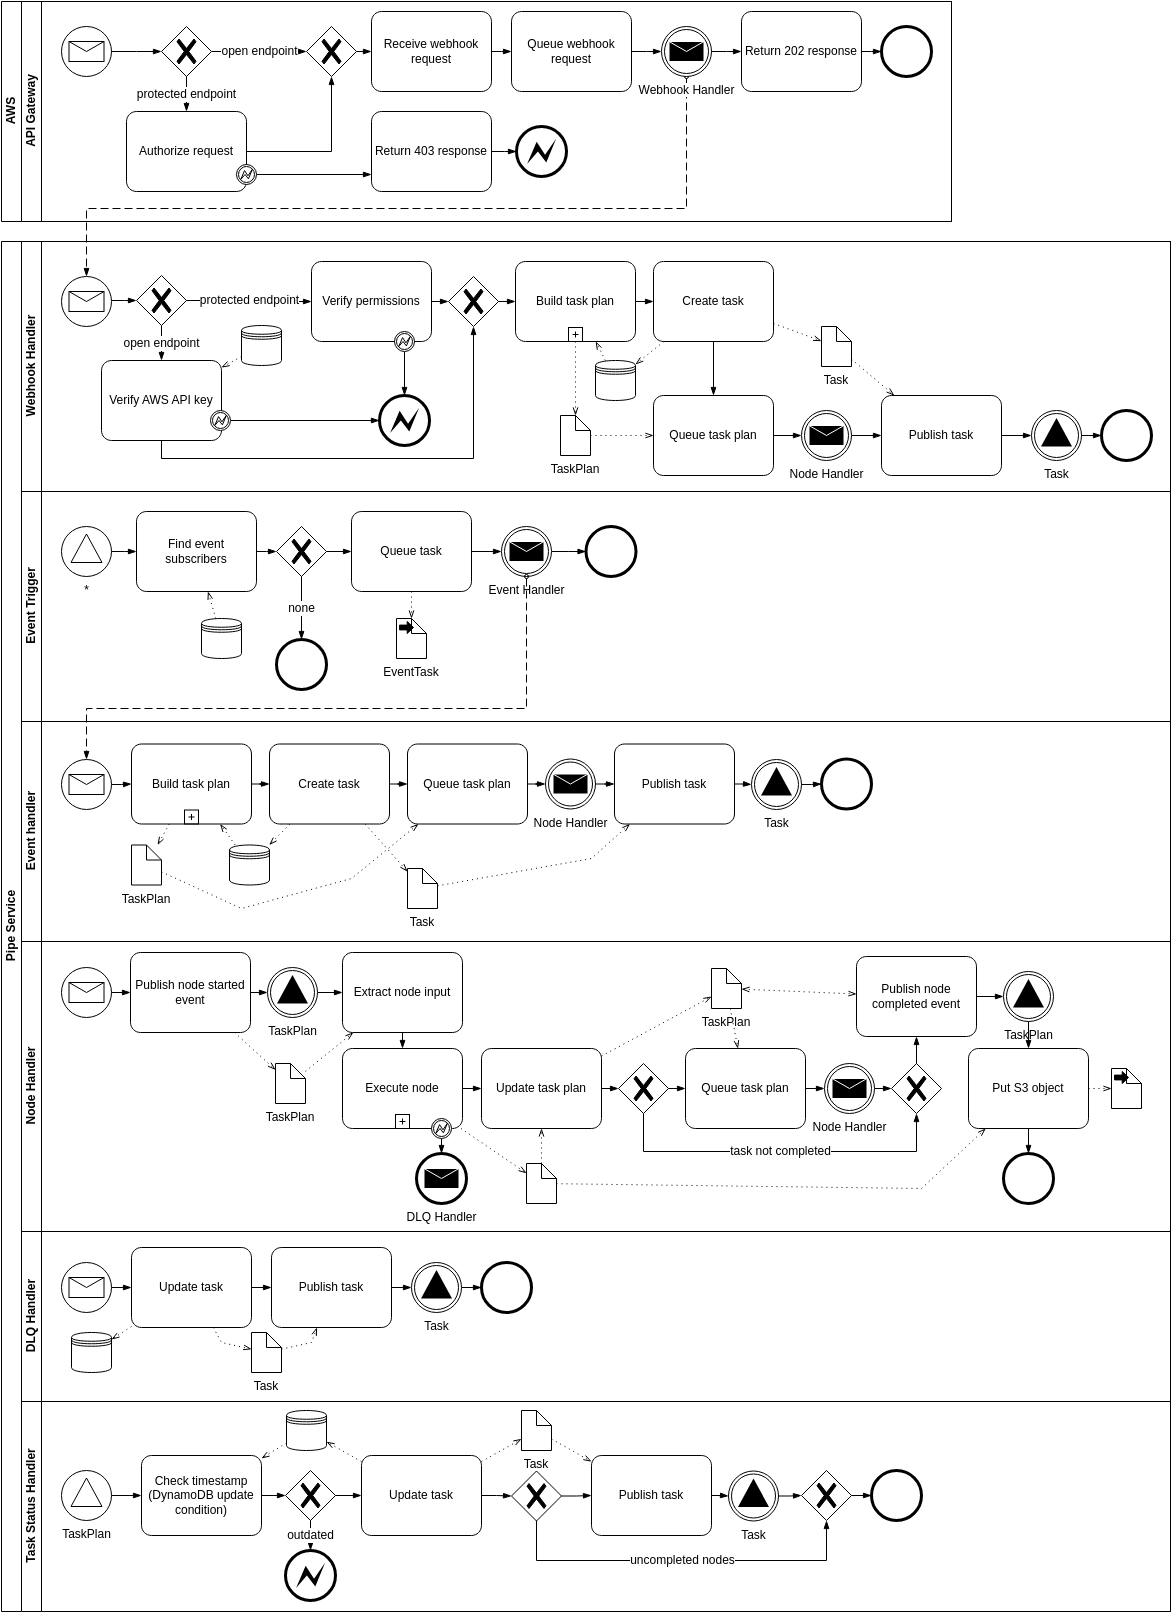 AWS
API Gateway
open endpoint
protected endpoint
Receive webhook
request
Queue webhook
request
Webhook Handler
Return 202 response
Authorize request
Return 403 response
Pipe Service
Webhook Handler
protected endpoint
open endpoint
Verify permissions
Verify AWS API key
Build task plan
Create task
Task
TaskPlan
Queue task plan
Node Handler
Publish task
Task
Event Trigger
*
Find event
subscribers
none
Queue task
EventTask
Event Handler
Event handler
Build task plan
Create task
Queue task plan
Node Handler
Publish task
Task
TaskPlan
Task
Node Handler
Publish node started
event
TaskPlan
Extract node input
TaskPlan
Execute node
DLQ Handler
Update task plan
TaskPlan
Queue task plan
Node Handler
task not completed
Publish node
completed event
TaskPlan
Put S3 object
DLQ Handler
Update task
Publish task
Task
Task
Task Status Handler
TaskPlan
Check timestamp
(DynamoDB update
condition)
outdated
Update task
Task
Publish task
Task
uncompleted nodes